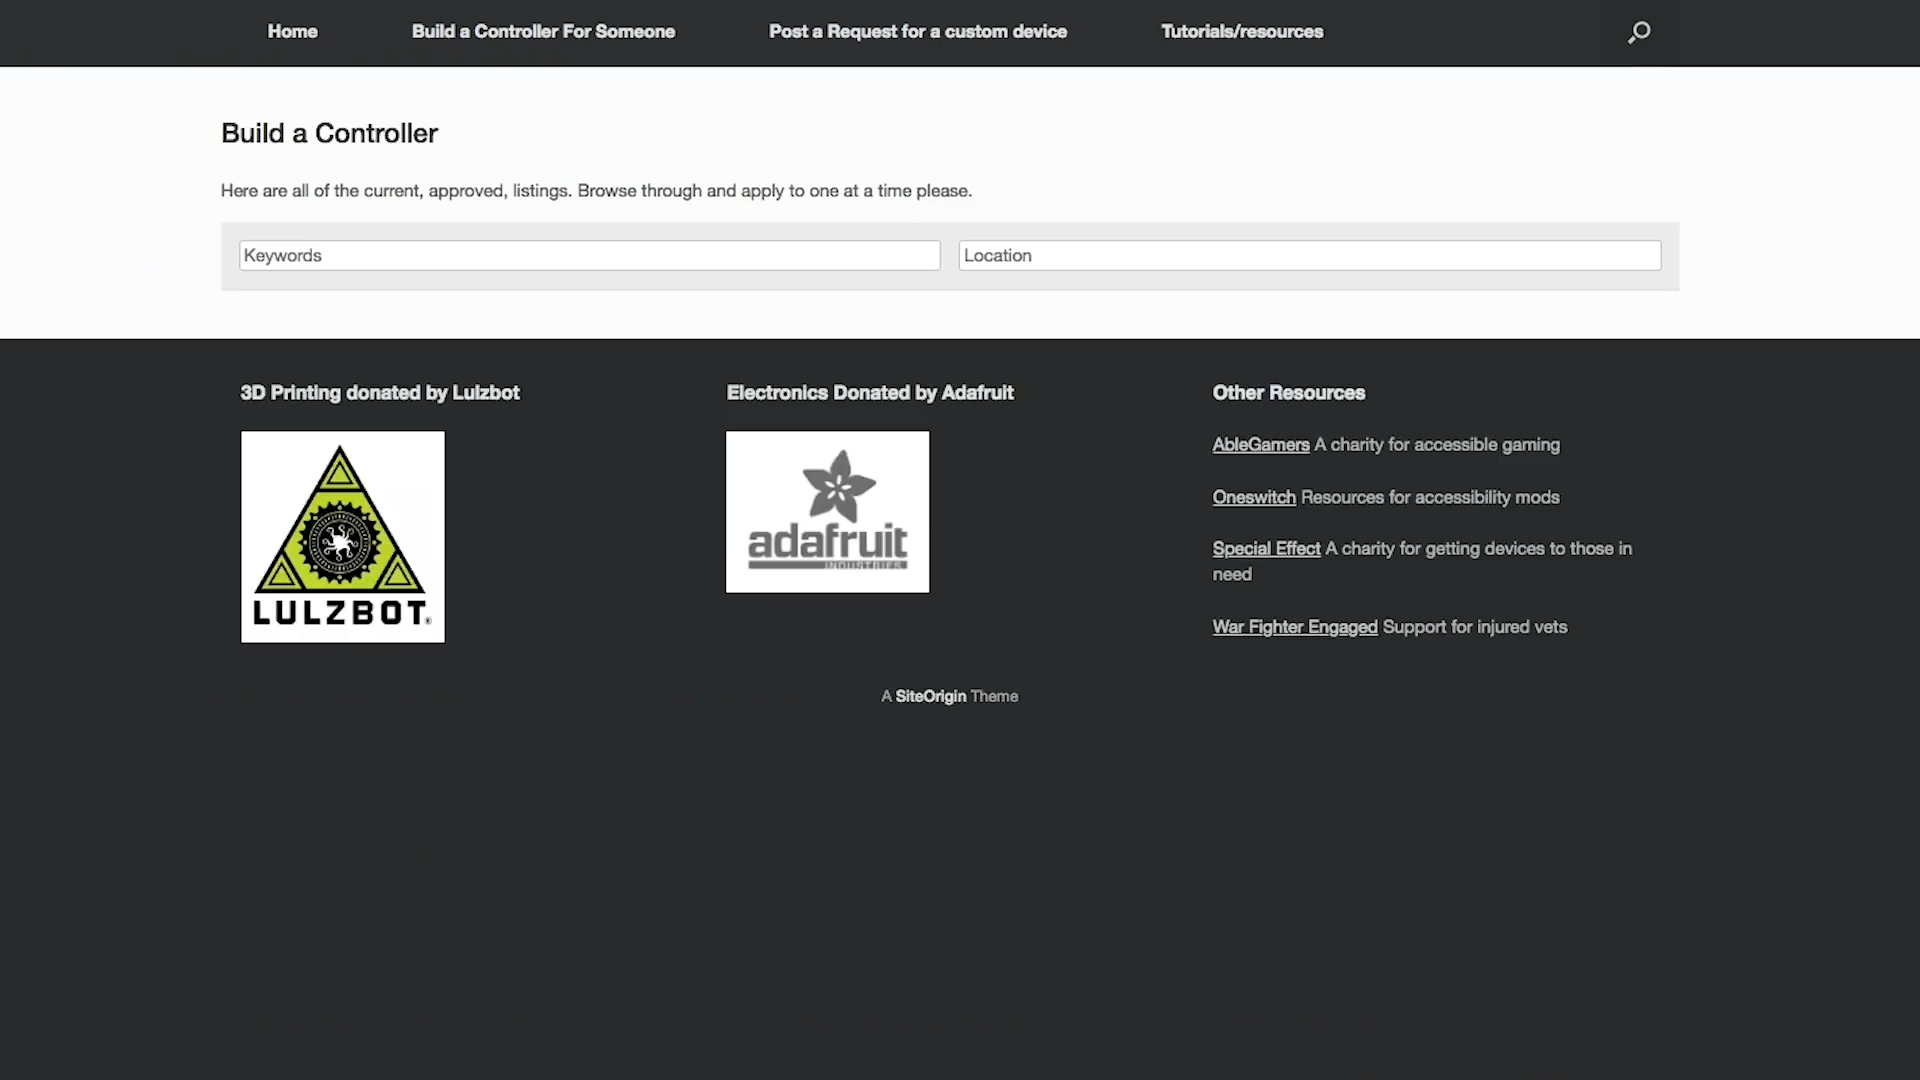 Home Build a Controller For Someone Post a Request for a custom device Tutorials/resources
Build a Controller
Here are all of the current, approved, listings. Browse through and apply to one at a time please.
Keywords Location
3D Printing donated by Lulzbot
LULZBOT
Electronics Donated by Adafruit
adafruit
INDUSTRIES
Other Resources
AbleGamers A charity for accessible gaming
Oneswitch Resources for accessibility mods
Special Effect A charity for getting devices to those in
need
War Fighter Engaged Support for injured vets
A SiteOrigin Theme